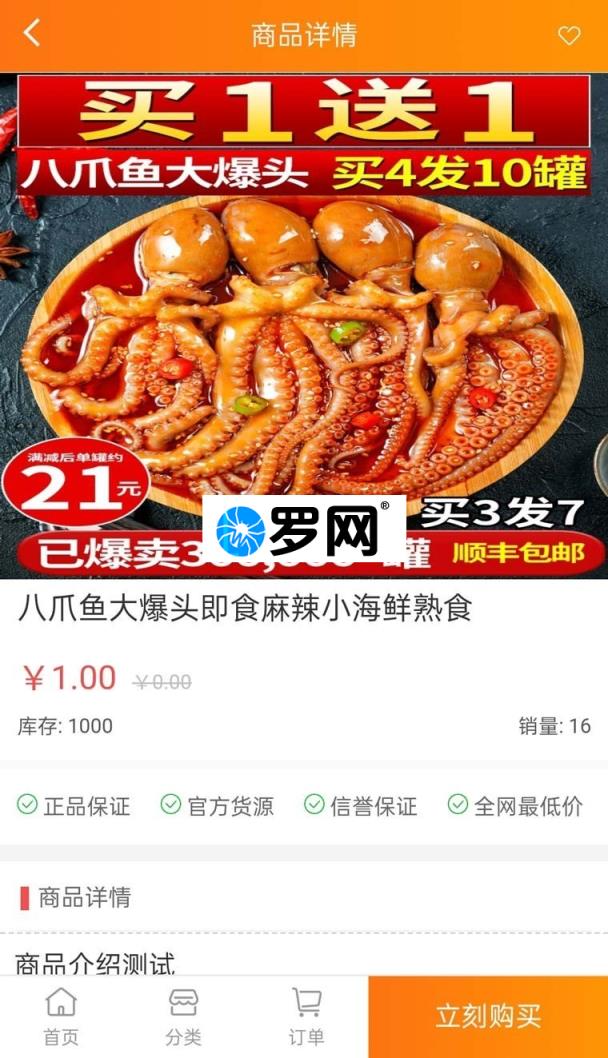 商品详情
买1送1
八爪鱼大爆头 买4发10罐
满减后单罐约
21元
买3发7
罗网®
已爆卖 罐 顺丰包邮
八爪鱼大爆头即食麻辣小海鲜熟食
￥1.00 ￥0.00
库存: 1000 销量: 16
正品保证 官方货源 信誉保证 全网最低价
商品详情
商品介绍测试
首页 分类 订单 立刻购买